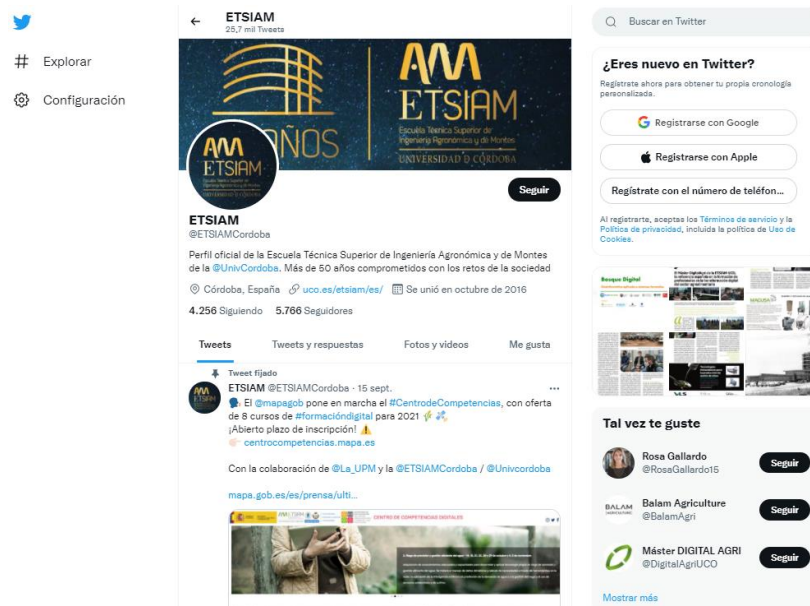 ETSIAM
25,7 mil Tweets
Buscar en Twitter
Explorar
Configuración
AÑOS
ETSIAM
Escuela Técnica Superior de
Ingeniería Agronómica y de Montes
UNIVERSIDAD D CÓRDOBA
ETSIAM
Seguir
ETSIAM
@ETSIAMCordoba
Perfil oficial de la Escuela Técnica Superior de Ingeniería Agronómica y de Montes
de la @UnivCordoba. Más de 50 años comprometidos con los retos de la sociedad
Córdoba, España uco.es/etsiam/es/ Se unió en octubre de 2016
4.256 Siguiendo 5.766 Seguidores
Tweets Tweets y respuestas Fotos y videos Me gusta
Tweet fijado
ETSIAM @ETSIAMCordoba · 15 sept.
El @mapagob pone en marcha el #CentrodeCompetencias, con oferta
de 8 cursos de #formacióndigital para 2021
¡Abierto plazo de inscripción!
centrocompetencias.mapa.es
Con la colaboración de @La_UPM y la @ETSIAMCordoba / @Univcordoba
mapa.gob.es/es/prensa/ulti...
CENTRO DE COMPETENCIAS DIGITALES
¿Eres nuevo en Twitter?
Regístrate ahora para obtener tu propia cronología
personalizada.
Registrarse con Google
Registrarse con Apple
Regístrate con el número de teléfon...
Al registrarte, aceptas los Términos de servicio y la
Política de privacidad, incluida la política de Uso de
Cookies.
Bosque Digital
Tal vez te guste
Rosa Gallardo
@RosaGallardo15
Seguir
BALAM
Balam Agriculture
@BalamAgri
Seguir
Máster DIGITAL AGRI
@DigitalAgriUCO
Seguir
Mostrar más